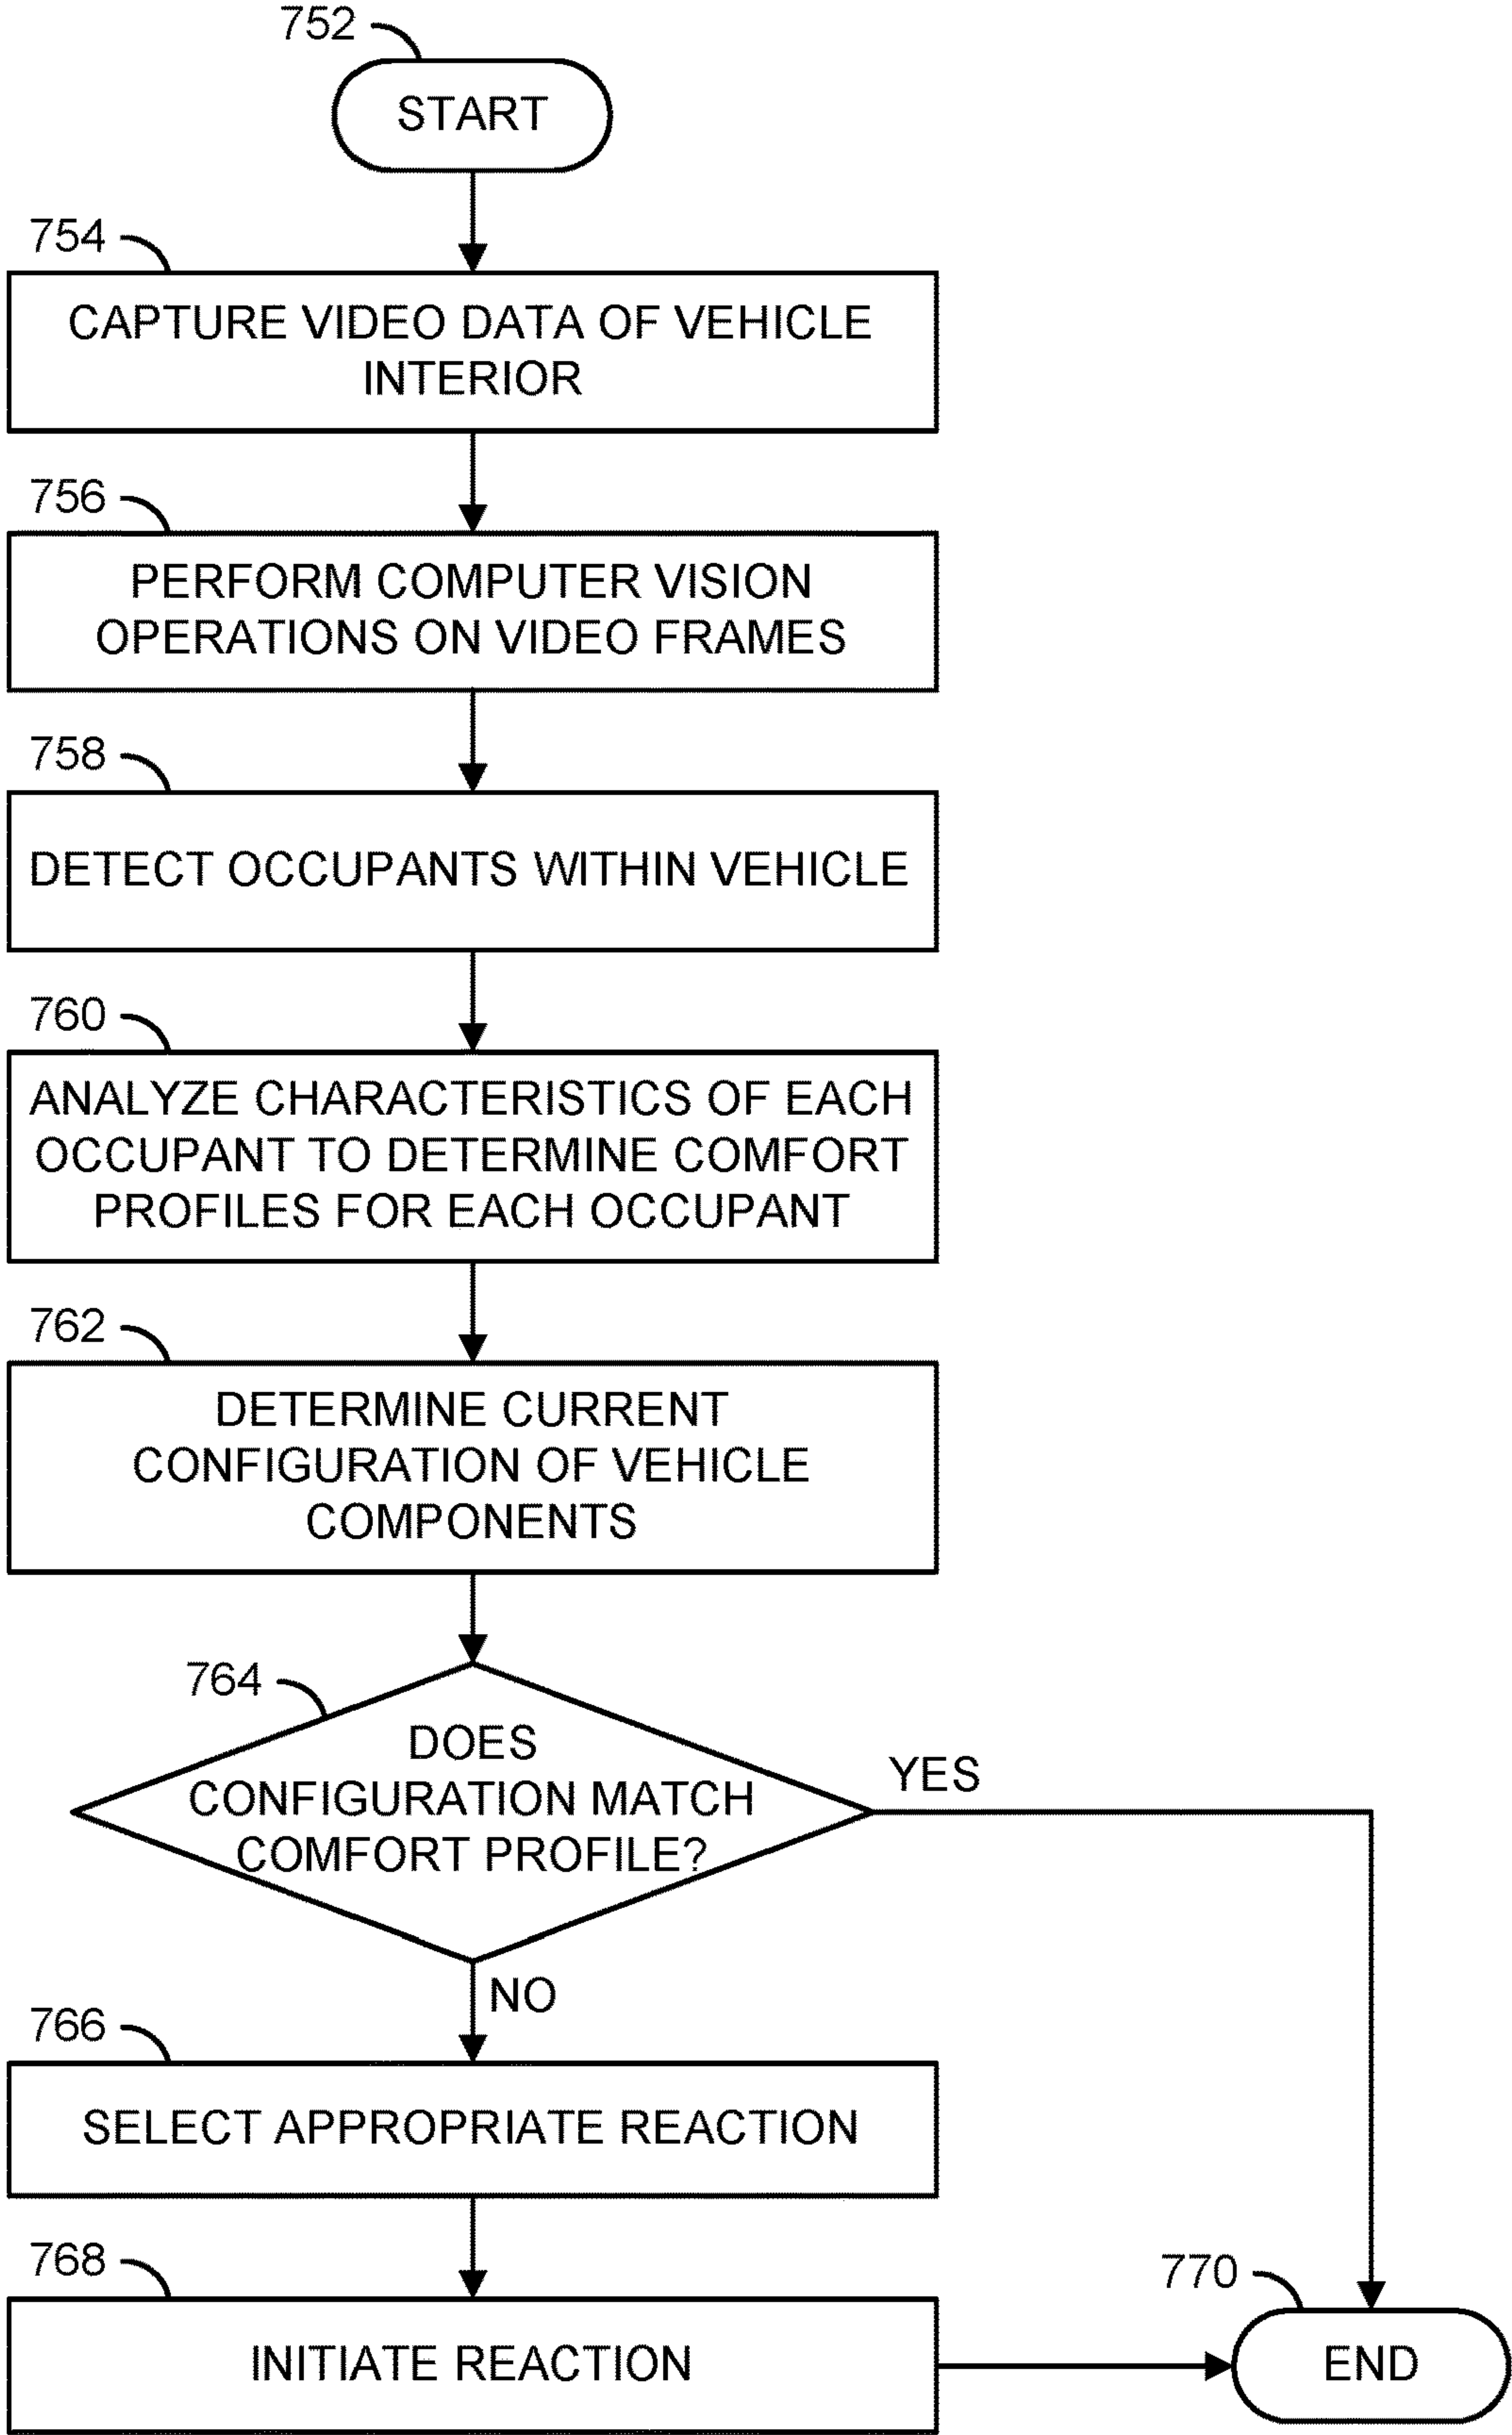 752
START
754
CAPTURE VIDEO DATA OF VEHICLE
INTERIOR
756
PERFORM COMPUTER VISION
OPERATIONS ON VIDEO FRAMES
758
DETECT OCCUPANTS WITHIN VEHICLE
760
ANALYZE CHARACTERISTICS OF EACH
OCCUPANT TO DETERMINE COMFORT
PROFILES FOR EACH OCCUPANT
762
DETERMINE CURRENT
CONFIGURATION OF VEHICLE
COMPONENTS
764
DOES
CONFIGURATION MATCH
COMFORT PROFILE?
YES
NO
766
SELECT APPROPRIATE REACTION
768
INITIATE REACTION
770
END